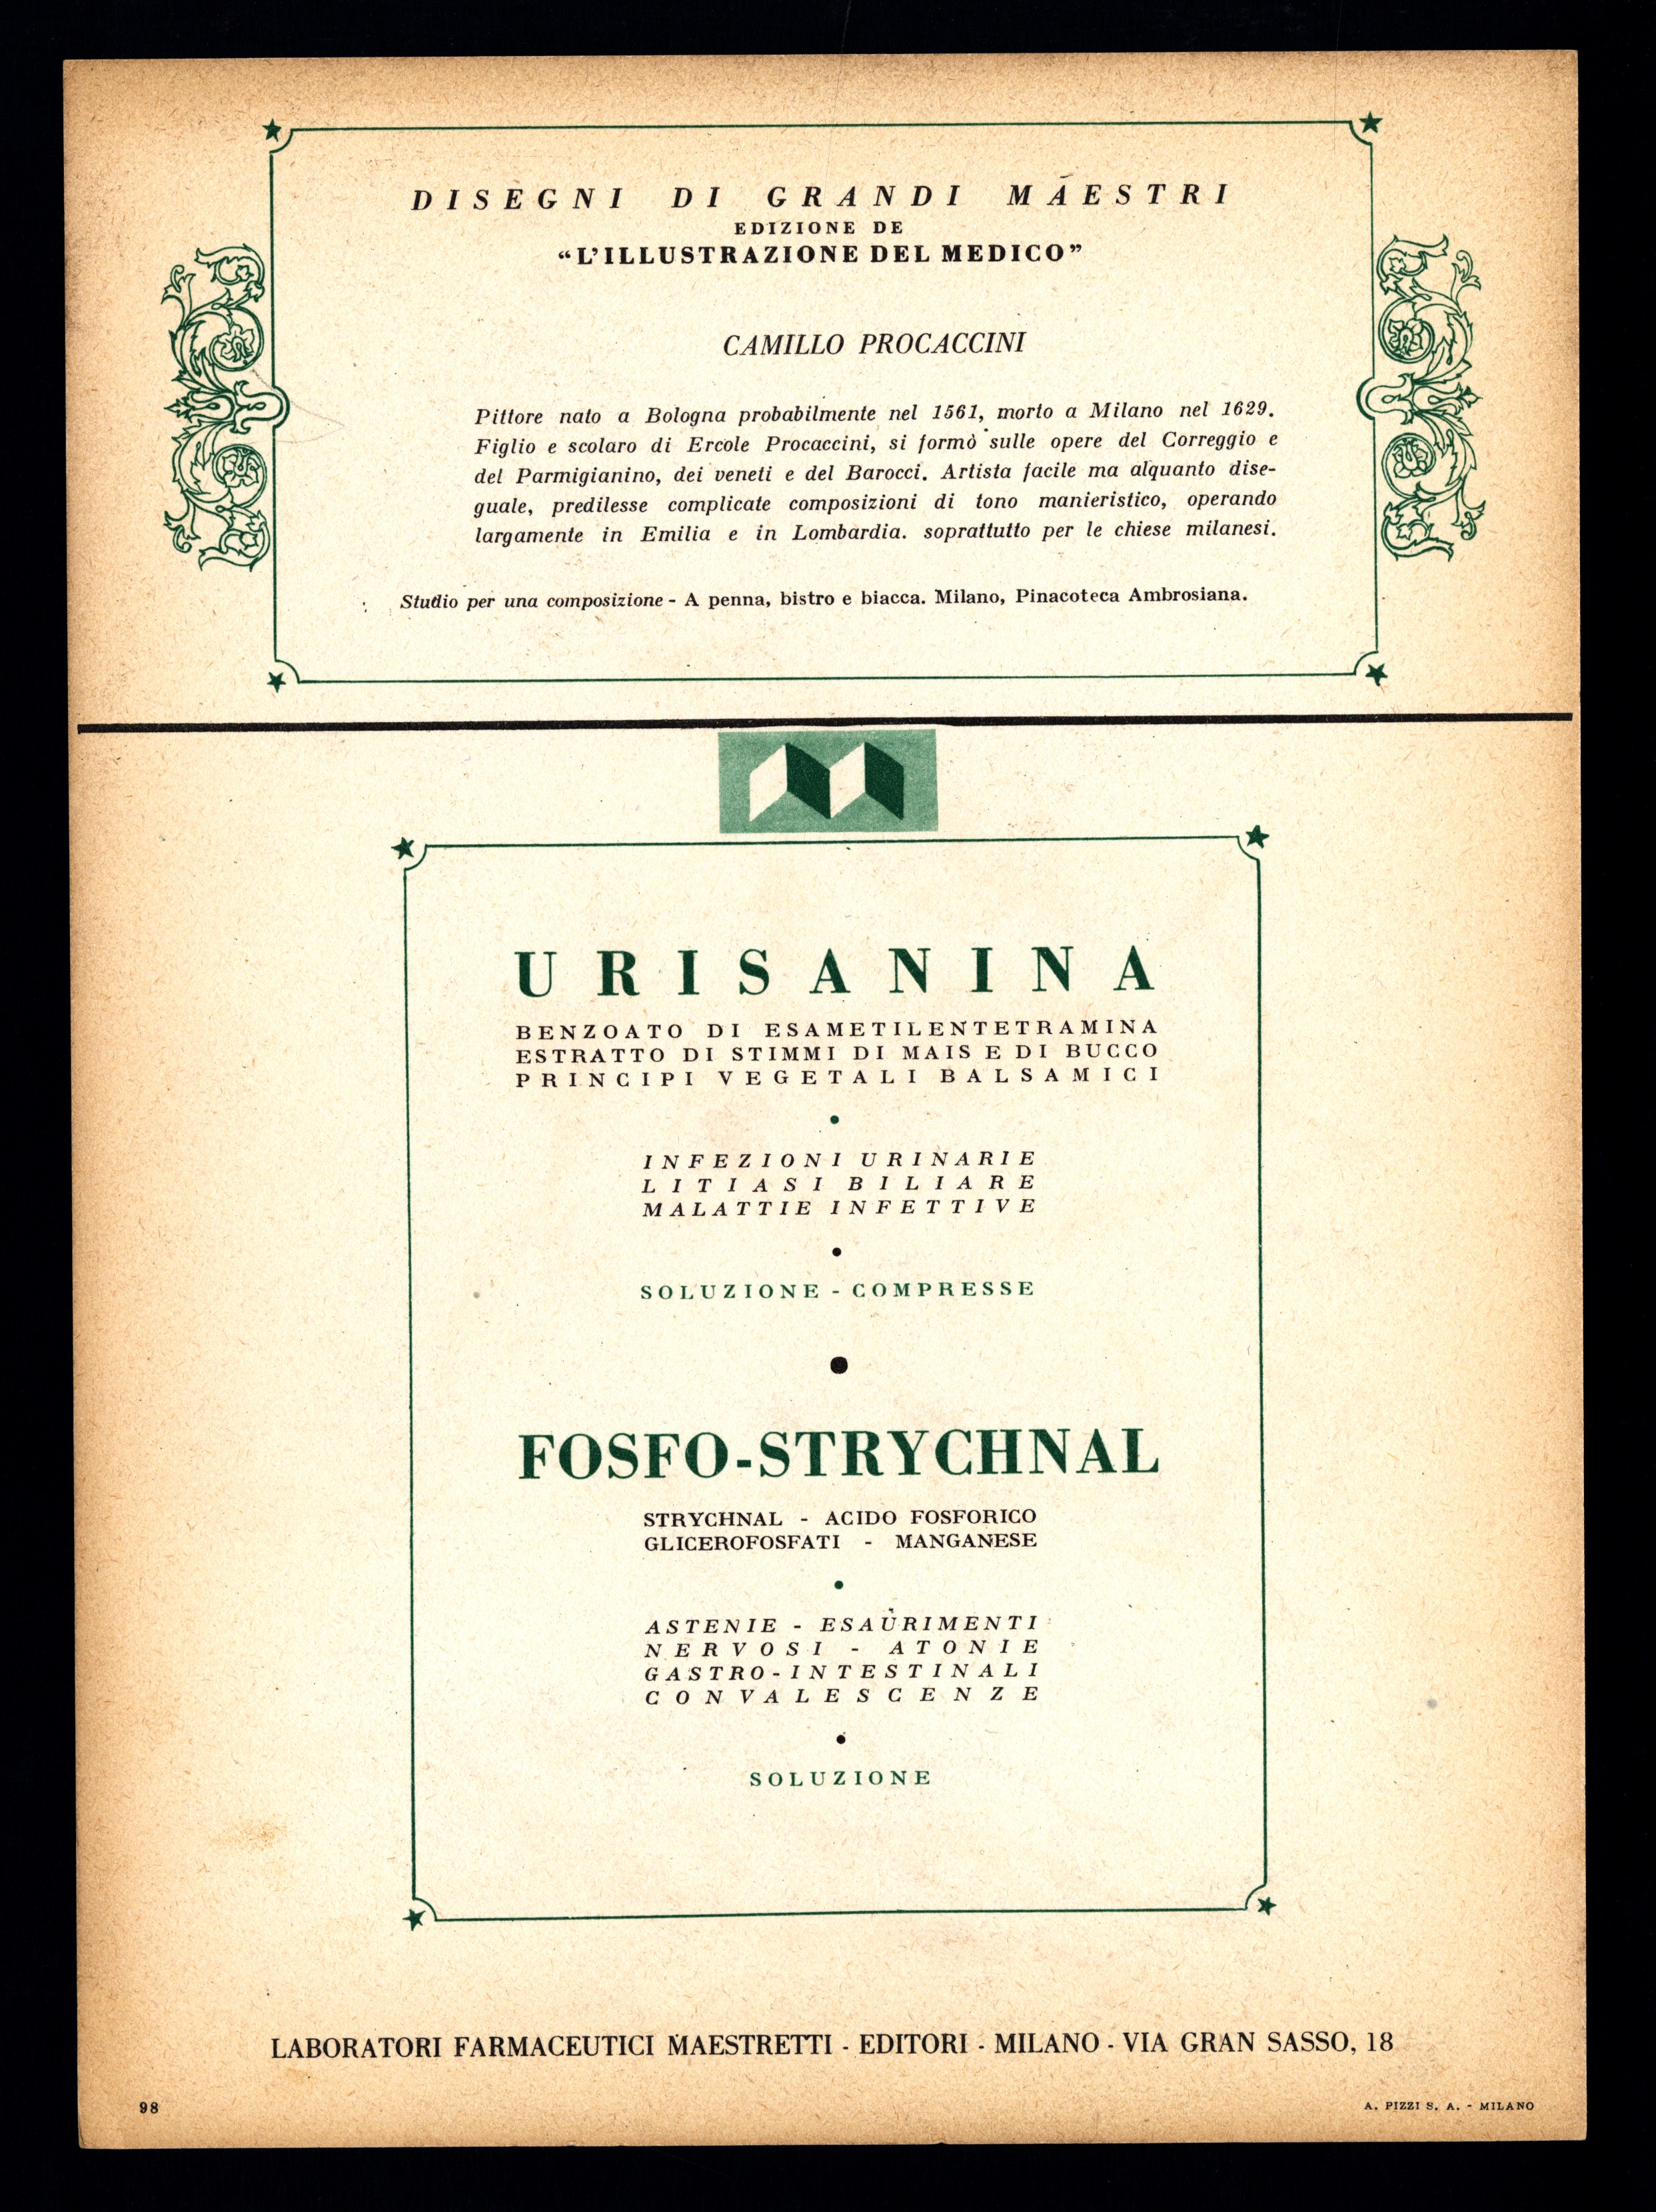 DISEGNI DI GRANDI MAESTRI
EDIZIONE DE
“L’ILLUSTRAZIONE DEL MEDICO”
CAMILLO PROCACCINI
Pittore nato a Bologna probabilmente nel 1561, morto a Milano nel 1629.
Figlio e scolaro di Ercole Procaccini, si formò sulle opere del Correggio e
del Parmigianino, dei veneti e del Barocci. Artista facile ma alquanto dise-
guale, predilesse complicate composizioni di tono manieristico, operando
largamente in Emilia e in Lombardia. soprattutto per le chiese milanesi.
Studio per una composizione - A penna, bistro e biacca. Milano, Pinacoteca Ambrosiana.
URISANINA
BENZOATO DI ESAMETILENTETRAMINA
ESTRATTO DI STIMMI DI MAIS E DI BUCCO
PRINCIPI VEGETALI BALSAMICI
INFEZIONI URINARIE
LITIASI BILIARE
MALATTIE INFETTIVE
SOLUZIONE - COMPRESSE
FOSFO-STRYCHNAL
STRYCHNAL - ACIDO FOSFORICO
GLICEROFOSFATI - MANGANESE
ASTENIE - ESAURIMENTI
NERVOSI - ATONIE
GASTRO-INTESTINALI
CONVALESCENZE
SOLUZIONE
LABORATORI FARMACEUTICI MAESTRETTI - EDITORI - MILANO - VIA GRAN SASSO, 18
98
A. PIZZI S. A. - MILANO